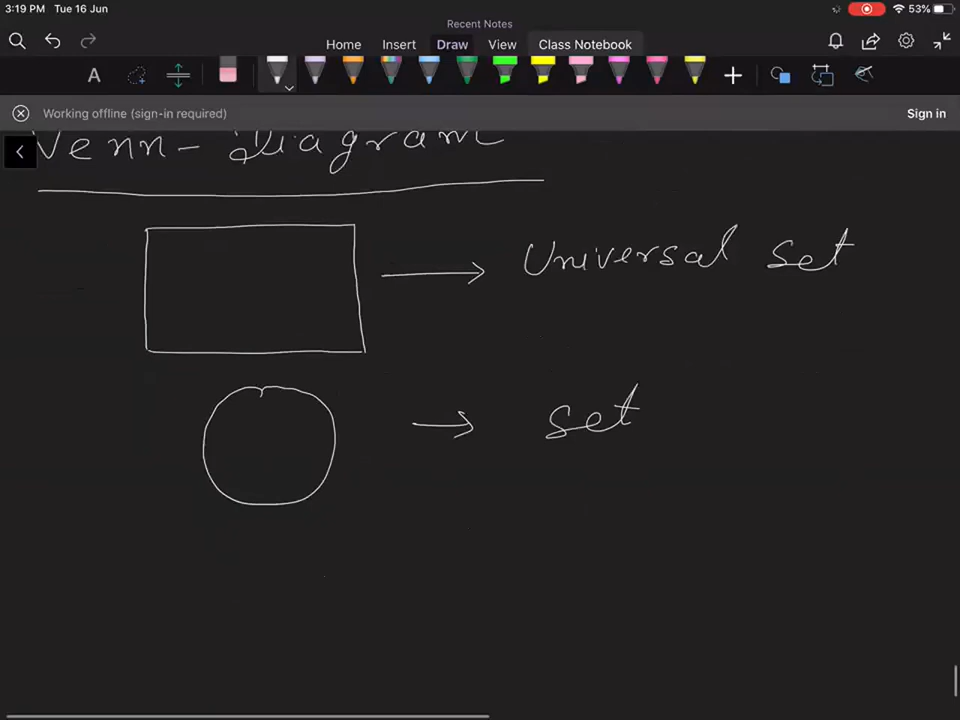 3:19 PM Tue 16 Jun
53%
Recent Notes
Home Insert Draw View Class Notebook
A
Working offline (sign-in required) Sign in
Venn-Diagram
→ Universal set
→ set